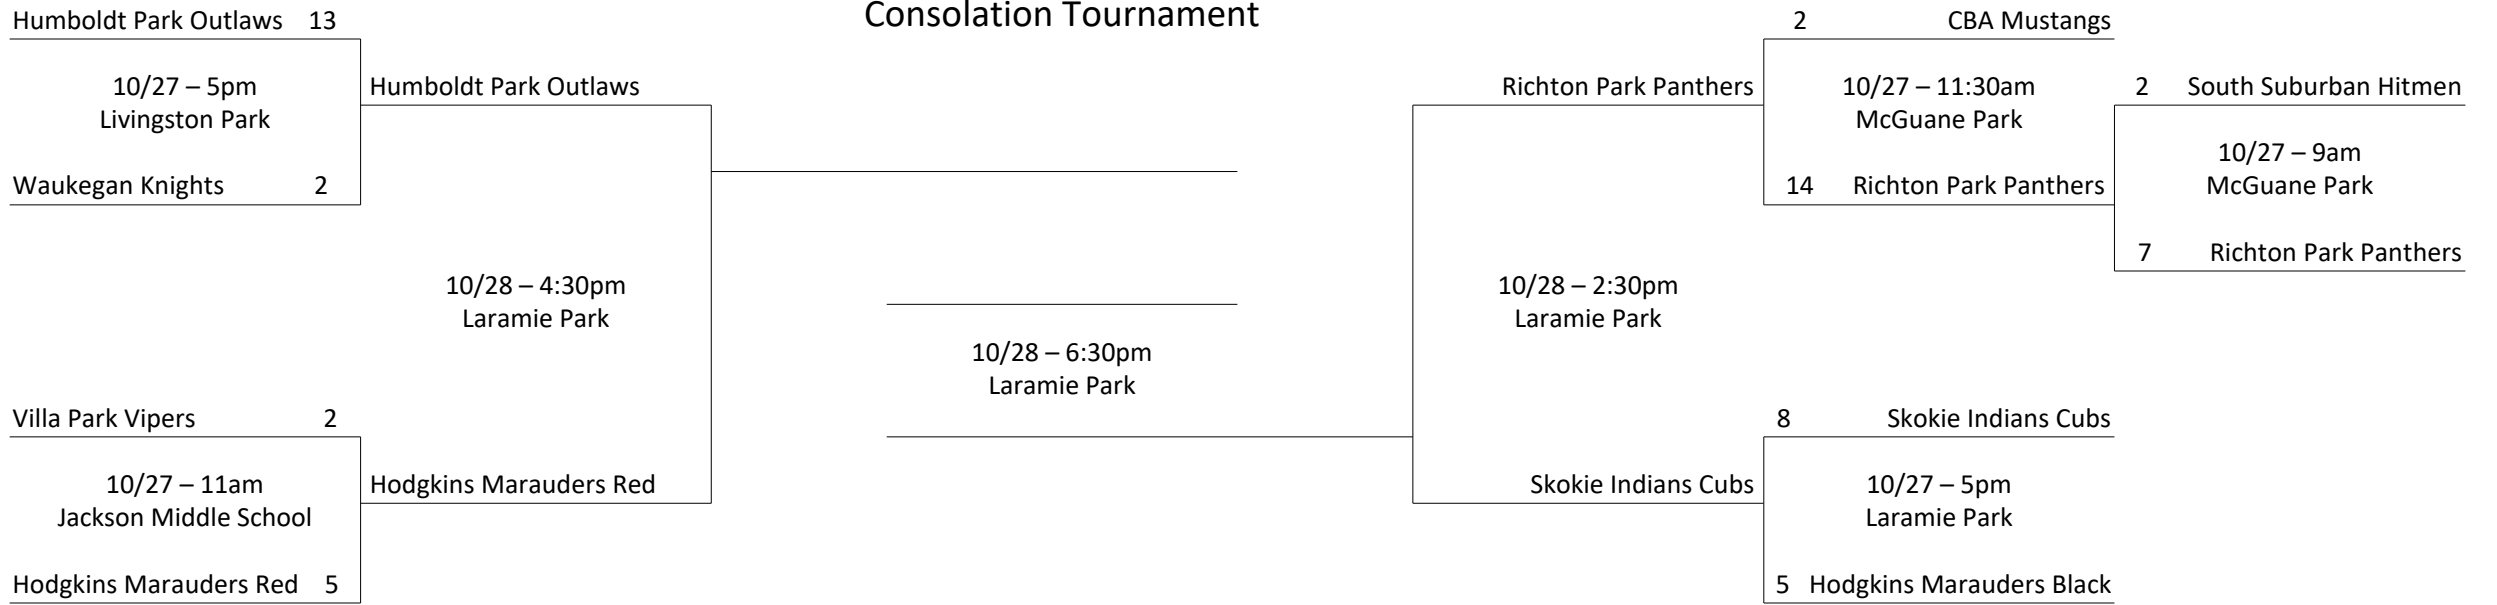 Consolation Tournament
Humboldt Park Outlaws 13
10/27 – 5pm
Livingston Park
Waukegan Knights 2
Humboldt Park Outlaws
10/28 – 4:30pm
Laramie Park
Villa Park Vipers 2
10/27 – 11am
Jackson Middle School
Hodgkins Marauders Red 5
Hodgkins Marauders Red
10/28 – 6:30pm
Laramie Park
Richton Park Panthers
10/28 – 2:30pm
Laramie Park
Skokie Indians Cubs
2 CBA Mustangs
10/27 – 11:30am
McGuane Park
14 Richton Park Panthers
2 South Suburban Hitmen
10/27 – 9am
McGuane Park
7 Richton Park Panthers
8 Skokie Indians Cubs
10/27 – 5pm
Laramie Park
5 Hodgkins Marauders Black